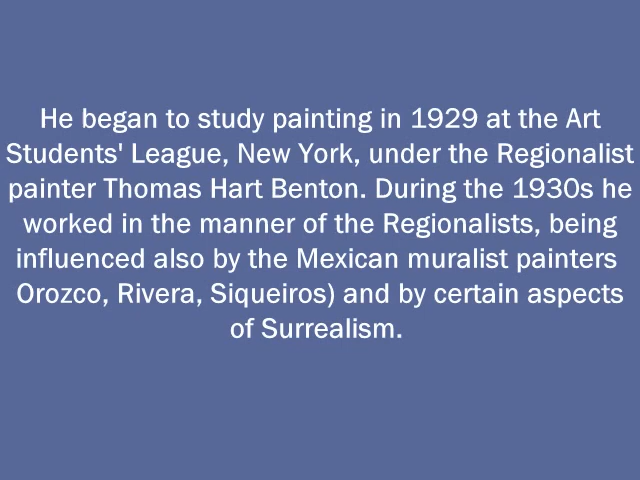 He began to study painting in 1929 at the Art
Students' League, New York, under the Regionalist
painter Thomas Hart Benton. During the 1930s he
worked in the manner of the Regionalists, being
influenced also by the Mexican muralist painters
Orozco, Rivera, Siqueiros) and by certain aspects
of Surrealism.